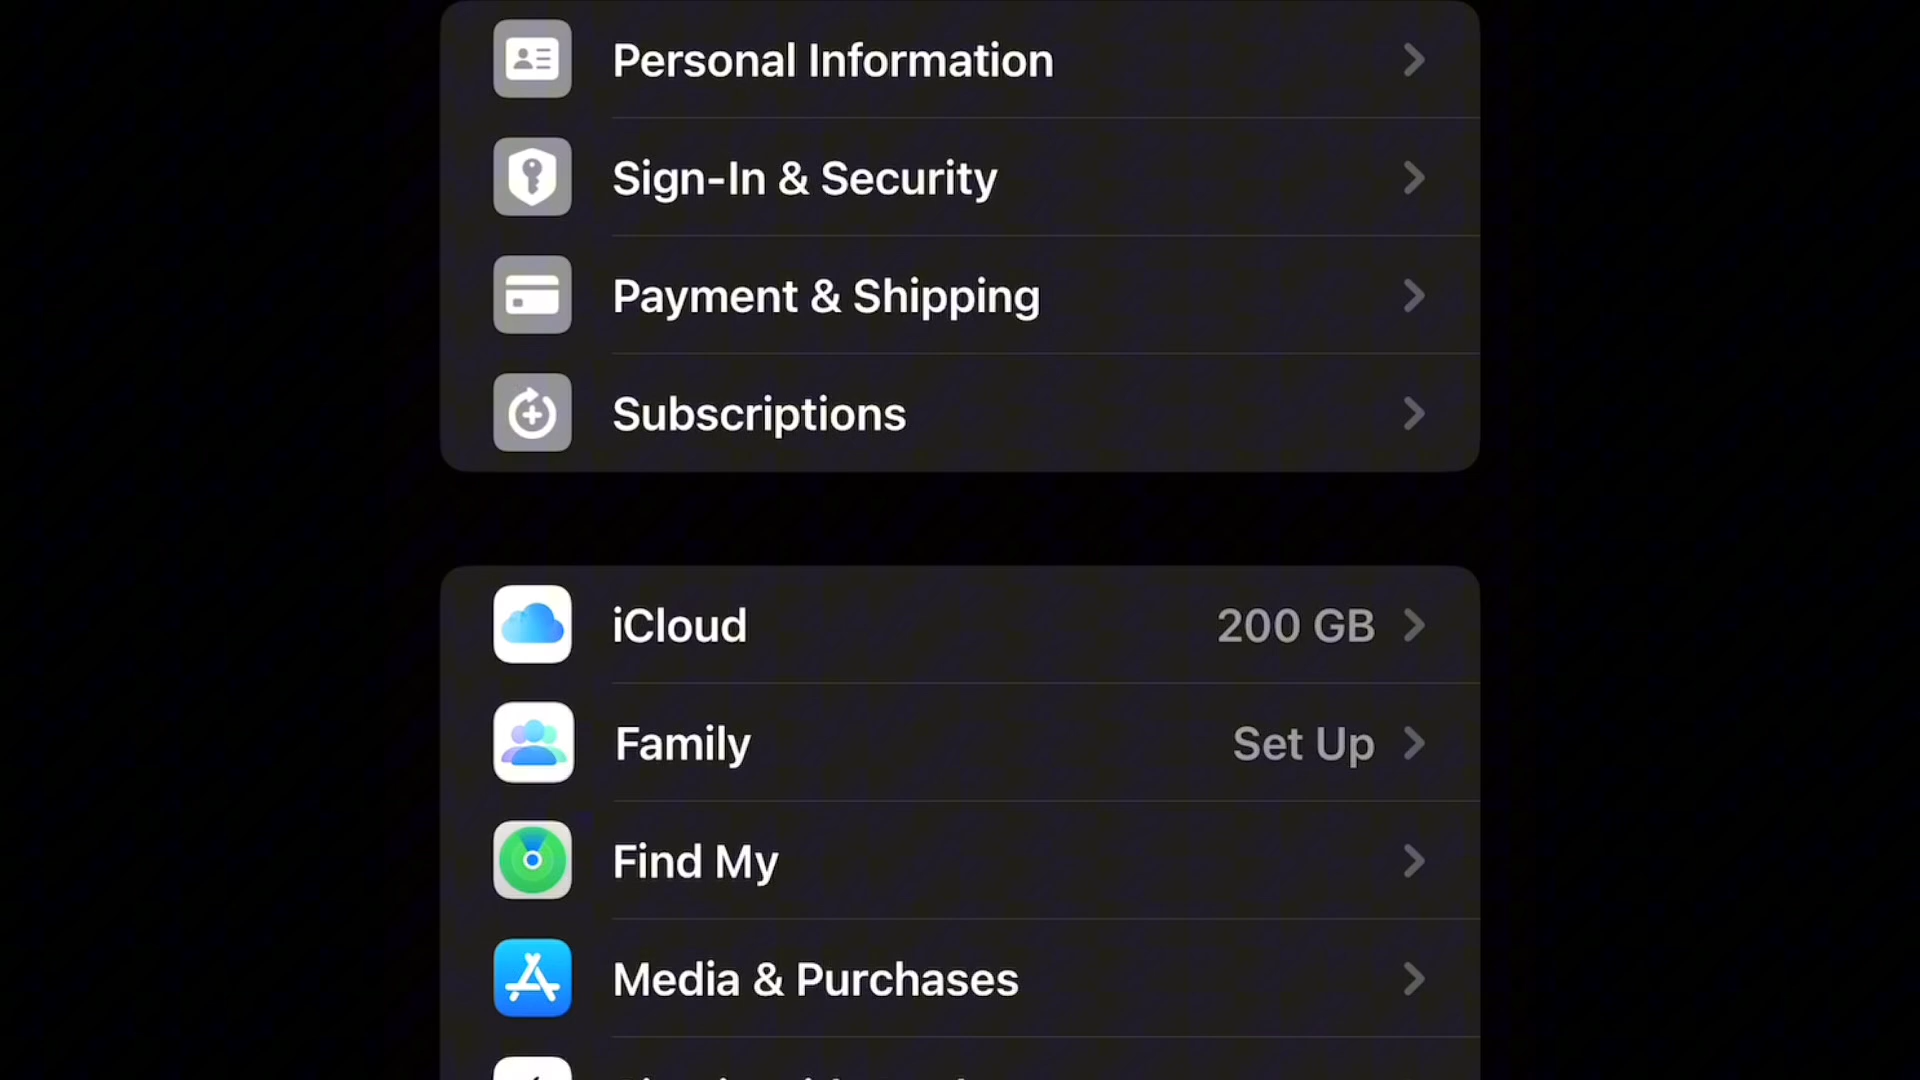 Personal Information
Sign-In & Security
Payment & Shipping
Subscriptions
iCloud 200 GB
Family Set Up
Find My
Media & Purchases